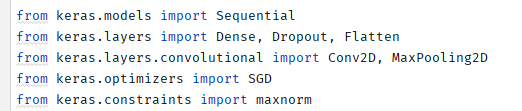 from keras.models import Sequential
from keras.layers import Dense, Dropout, Flatten
from keras.layers.convolutional import Conv2D, MaxPooling2D
from keras.optimizers import SGD
from keras.constraints import maxnorm